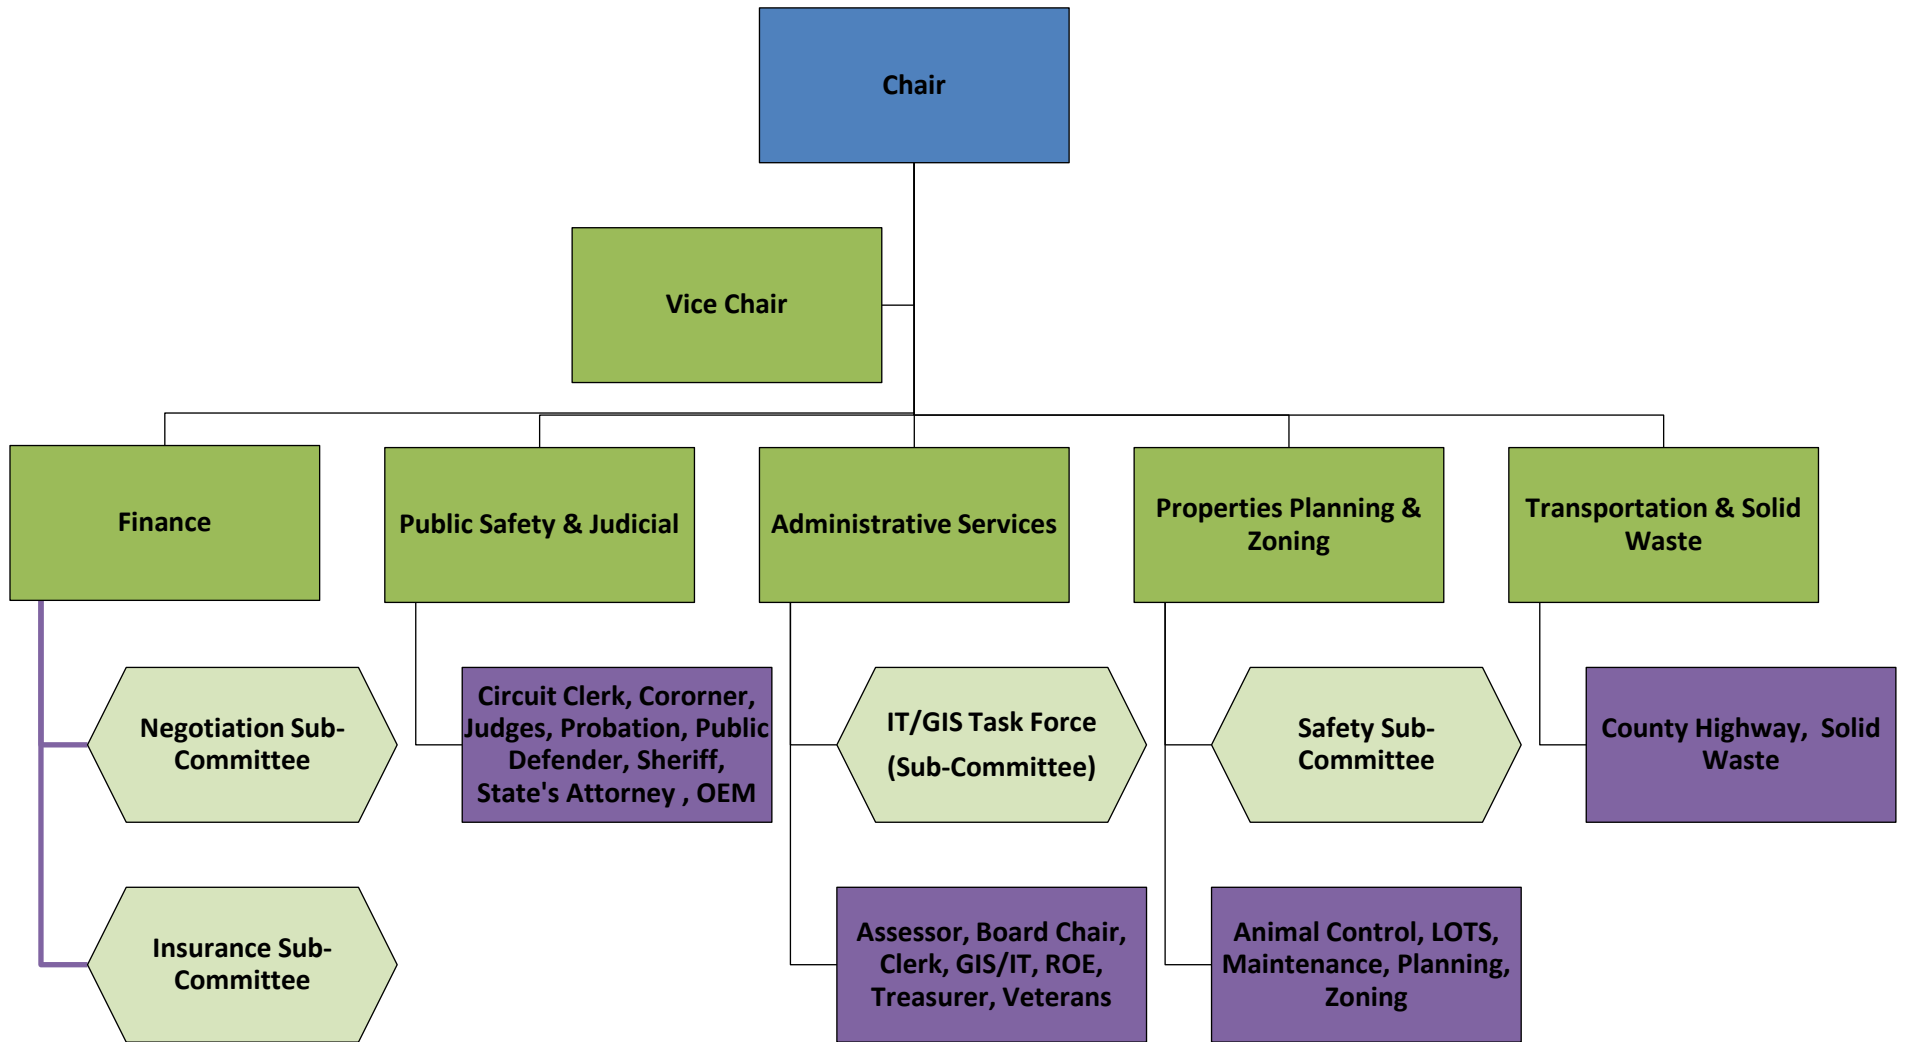 Chair
Vice Chair
Finance
Public Safety & Judicial
Administrative Services
Properties Planning &
Zoning
Transportation & Solid
Waste
Negotiation Sub-
Committee
Circuit Clerk, Cororner,
Judges, Probation, Public
Defender, Sheriff,
State's Attorney , OEM
IT/GIS Task Force
(Sub-Committee)
Safety Sub-
Committee
County Highway,  Solid
Waste
Insurance Sub-
Committee
Assessor, Board Chair,
Clerk, GIS/IT, ROE,
Treasurer, Veterans
Animal Control, LOTS,
Maintenance, Planning,
Zoning